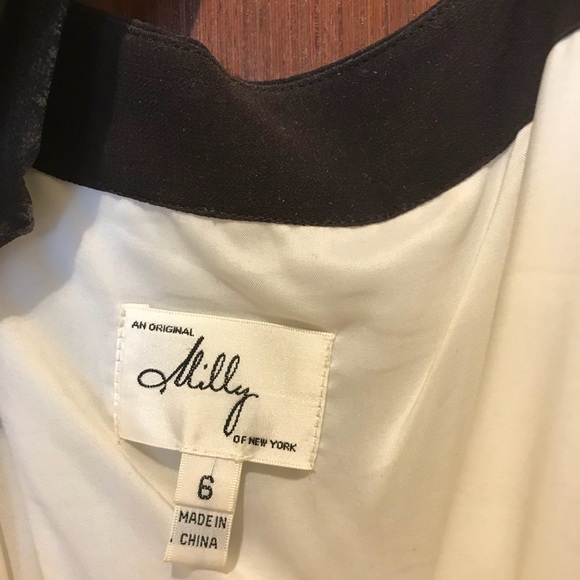 AN ORIGINAL
Milly
OF NEW YORK
6
MADE IN
CHINA